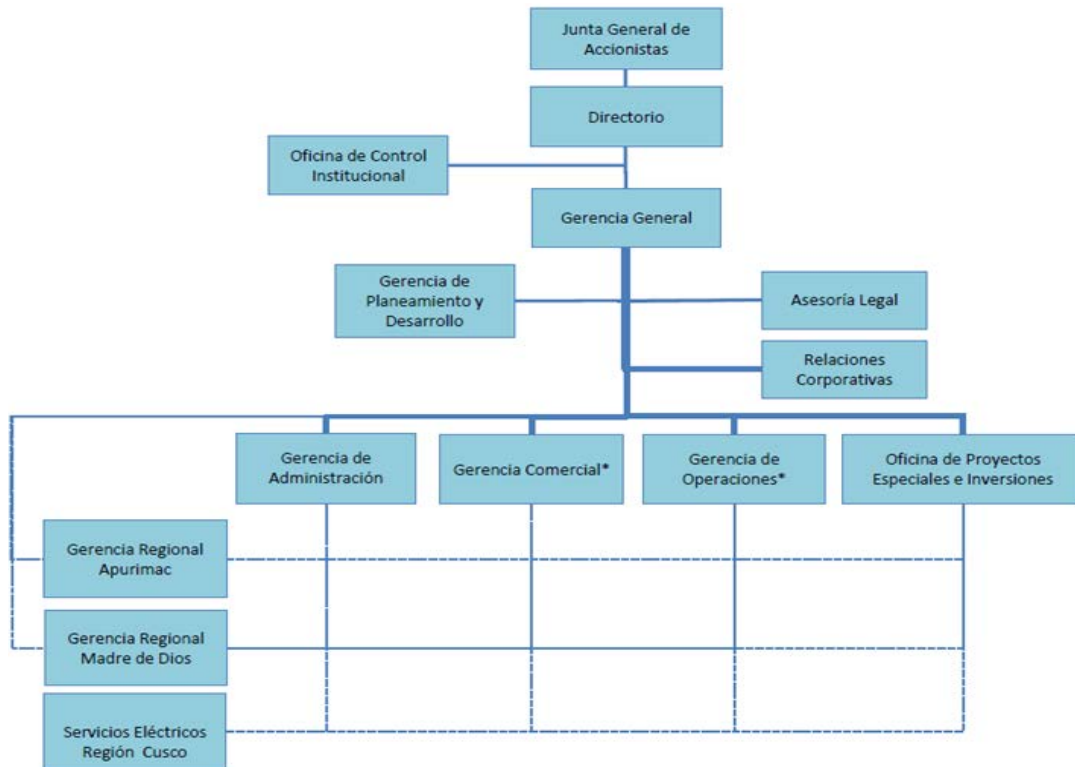 Junta General de
Accionistas
Directorio
Oficina de Control
Institucional
Gerencia General
Gerencia de
Planeamiento y
Desarrollo
Asesoría Legal
Relaciones
Corporativas
Gerencia de
Administración
Gerencia Comercial*
Gerencia de
Operaciones*
Oficina de Proyectos
Especiales e Inversiones
Gerencia Regional
Apurimac
Gerencia Regional
Madre de Dios
Servicios Eléctricos
Región Cusco